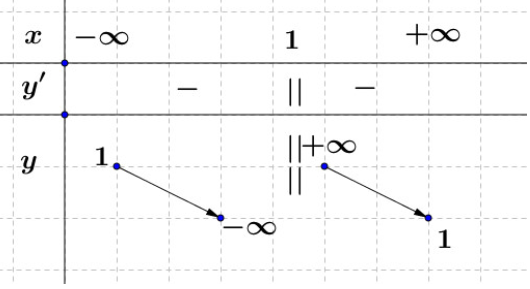 x −∞ 1 +∞
y′ − || −
y 1 || +∞
|| −∞ 1